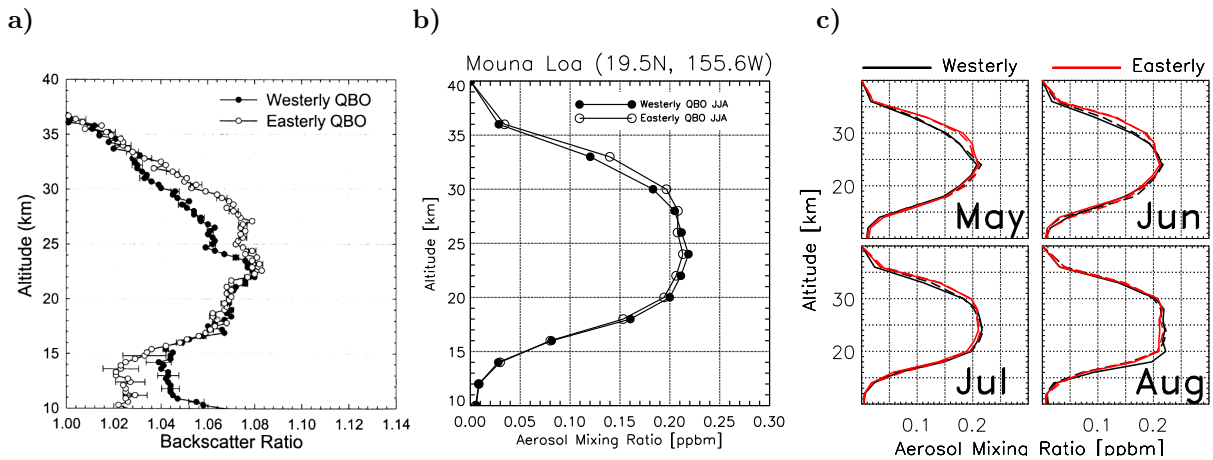 a)
40
35
30
25
20
15
10
Altitude (km)
Westerly QBO
Easterly QBO
1.00 1.02 1.04 1.06 1.08 1.10 1.12 1.14
Backscatter Ratio
b)
Mouna Loa (19.5N, 155.6W)
40
35
30
25
20
15
10
Altitude [km]
Westerly QBO JJA
Easterly QBO JJA
0.00 0.05 0.10 0.15 0.20 0.25 0.30
Aerosol Mixing Ratio [ppbm]
c)
Westerly Easterly
30
20
May Jun
Altitude [km]
30
20
Jul Aug
0.1 0.2 0.1 0.2
Aerosol Mixing Ratio [ppbm]